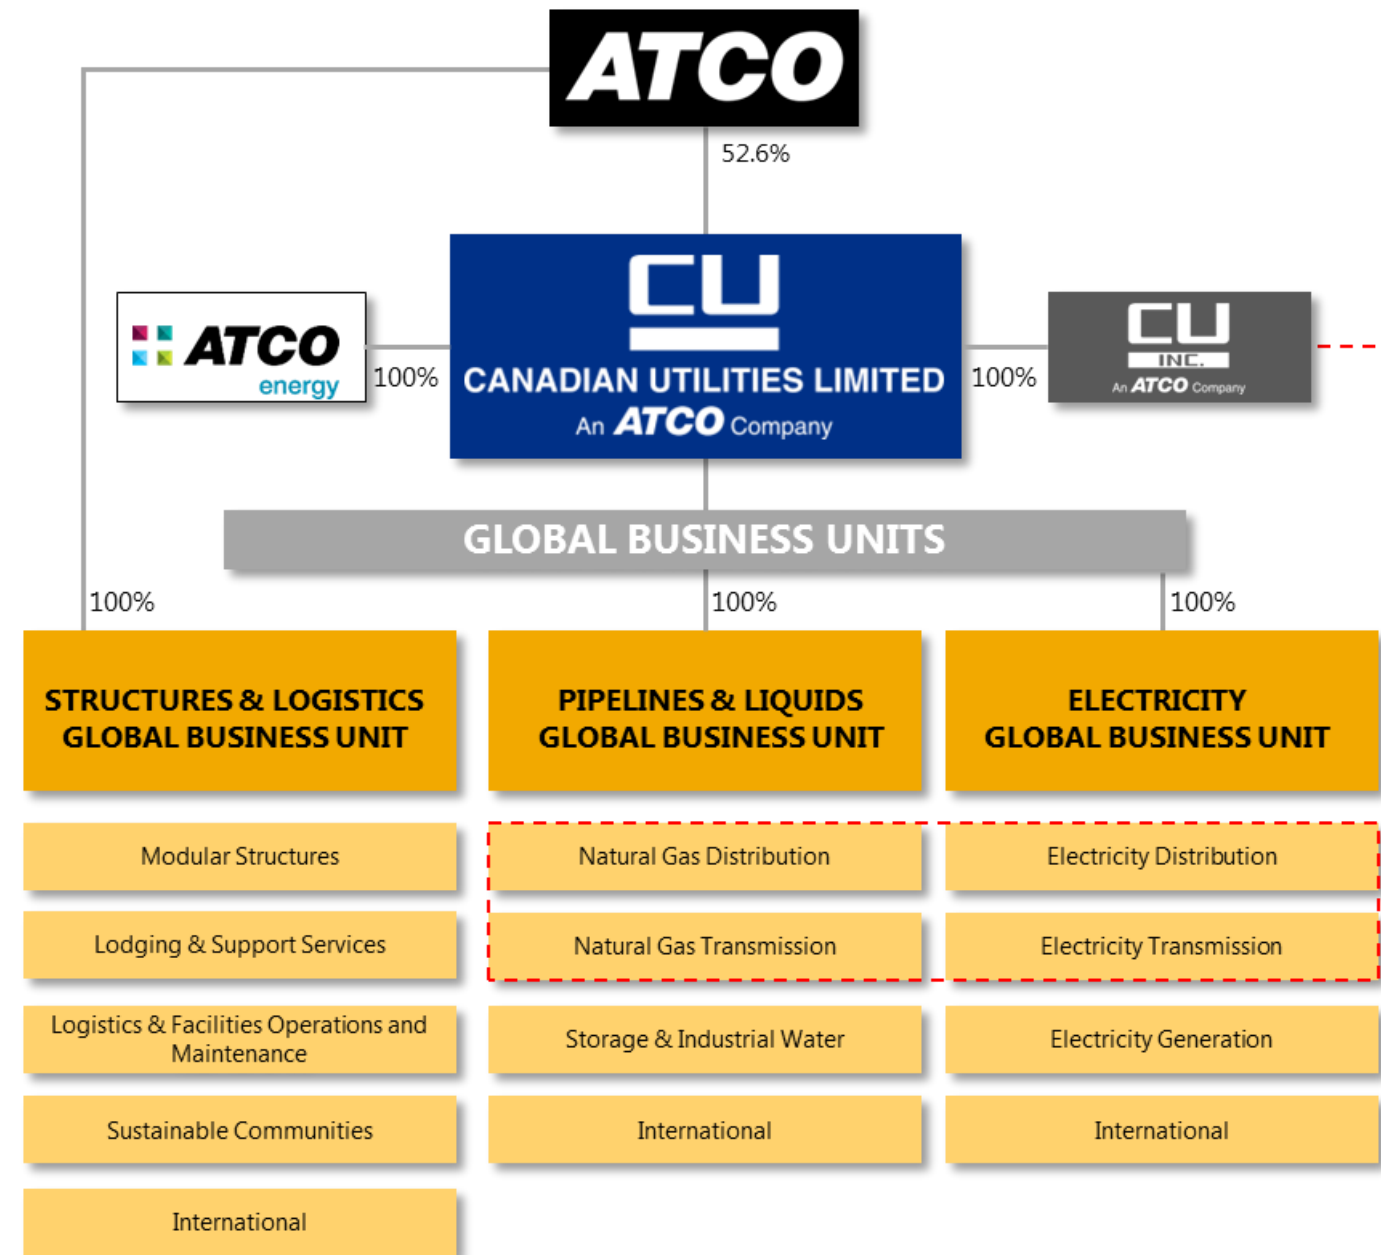 ATCO
52.6%
ATCO
energy
100%
CU
CANADIAN UTILITIES LIMITED
An ATCO Company
100%
CU
INC.
An ATCO Company
GLOBAL BUSINESS UNITS
100%
100%
100%
STRUCTURES & LOGISTICS
GLOBAL BUSINESS UNIT
PIPELINES & LIQUIDS
GLOBAL BUSINESS UNIT
ELECTRICITY
GLOBAL BUSINESS UNIT
Modular Structures
Natural Gas Distribution
Electricity Distribution
Lodging & Support Services
Natural Gas Transmission
Electricity Transmission
Logistics & Facilities Operations and
Maintenance
Storage & Industrial Water
Electricity Generation
Sustainable Communities
International
International
International